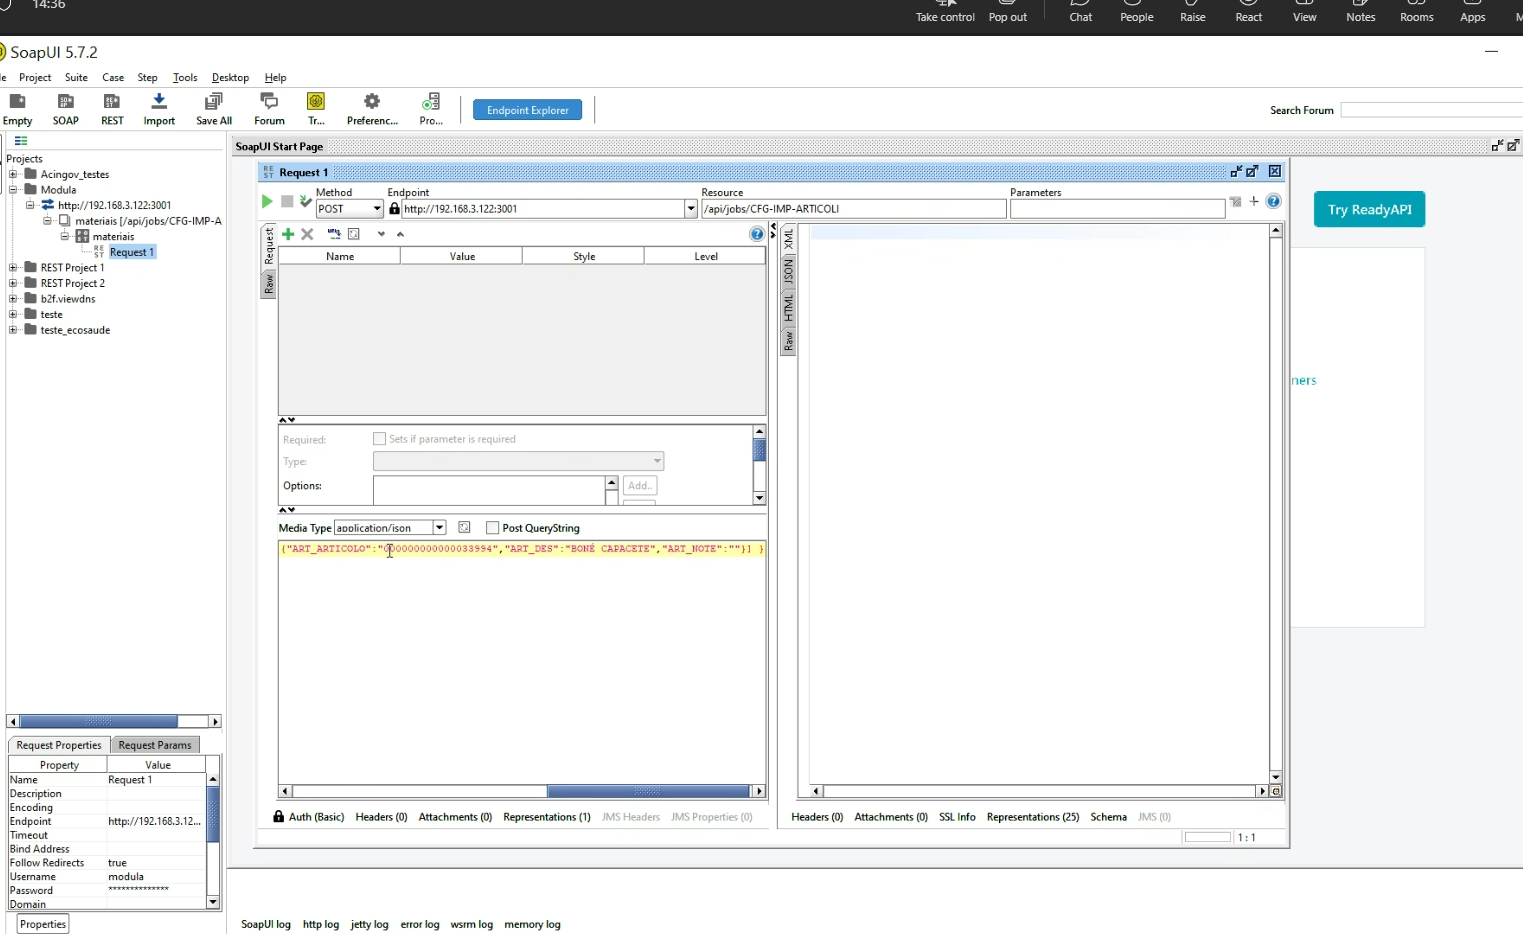 14:36
Take control Pop out Chat People Raise React View Notes Rooms Apps
SoapUI 5.7.2
Project Suite Case Step Tools Desktop Help
Empty SOAP REST Import Save All Forum Tr... Preferenc... Pro... Endpoint Explorer Search Forum
SoapUI Start Page
Projects
Acingov_testes
Modula
http://192.168.3.122:3001
materiais [/api/jobs/CFG-IMP-A
materiais
Request 1
REST Project 1
REST Project 2
b2f.viewdns
teste
teste_ecosaude
Request 1
Method Endpoint Resource Parameters
POST http://192.168.3.122:3001 /api/jobs/CFG-IMP-ARTICOLI
Try ReadyAPI
Request
Raw
Name Value Style Level
XML
JSON
HTML
Raw
ners
Required: Sets if parameter is required
Type:
Options: Add..
Media Type application/json Post QueryString
{"ART_ARTICOLO":"000000000000033994","ART_DES":"BONÉ CAPACETE","ART_NOTE":""}] }
Auth (Basic) Headers (0) Attachments (0) Representations (1) JMS Headers JMS Properties (0)
Headers (0) Attachments (0) SSL Info Representations (25) Schema JMS (0)
1:1
Request Properties Request Params
Property Value
Name Request 1
Description
Encoding
Endpoint http://192.168.3.12...
Timeout
Bind Address
Follow Redirects true
Username modula
Password **************
Domain
Properties
SoapUI log http log jetty log error log wsrm log memory log